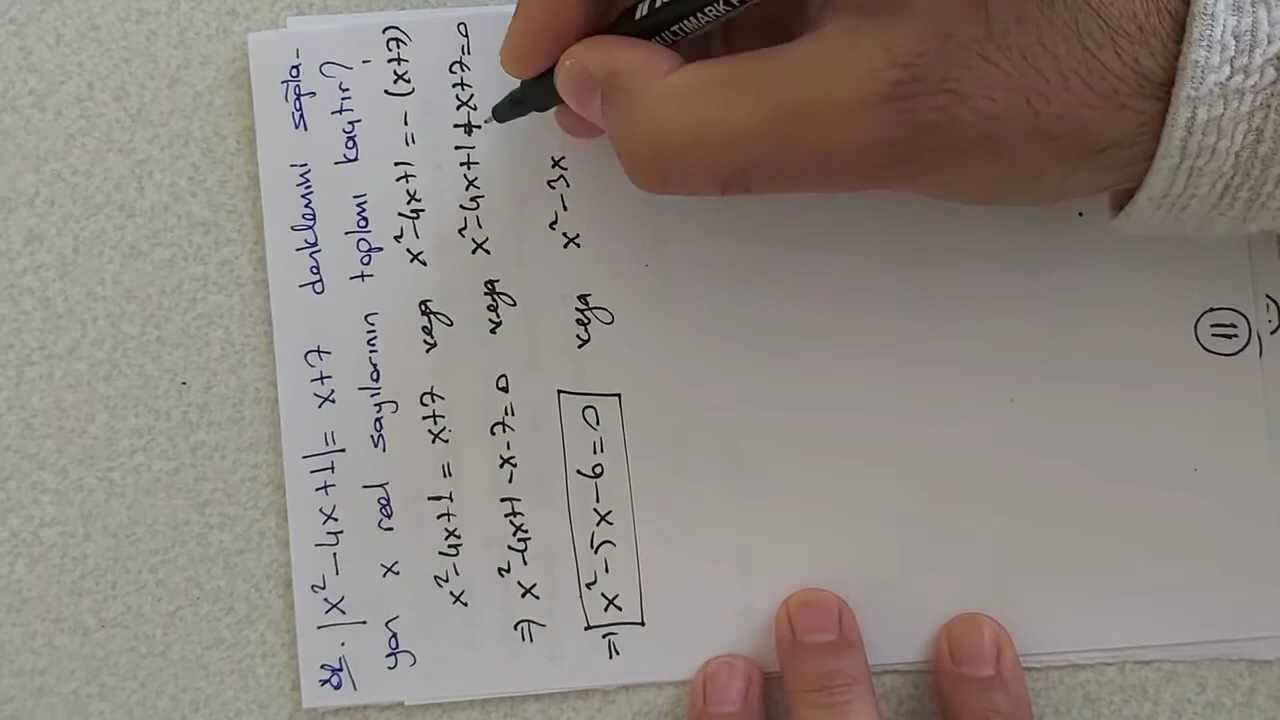 ÖR. |x²-4x+1| = x+7 denklemini sağla-
yan x reel sayılarının toplamı kaçtır?
x²-4x+1 = x+7 veya x²-4x+1 = -(x+7)
⇒ x²-4x+1-x-7=0 veya x²-4x+1+x+7=0
⇒ x²-5x-6=0 veya x²-3x
11
ULTIMARK